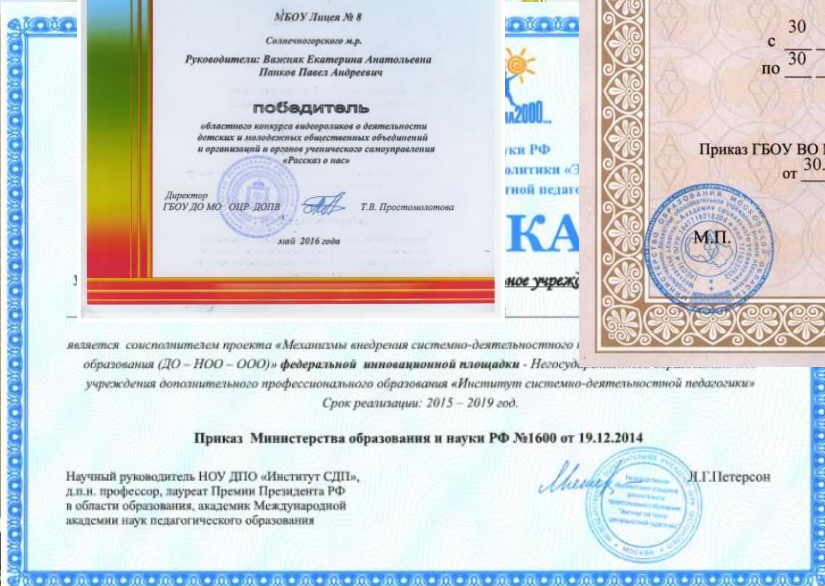 МБОУ Лицея № 8
Солнечногорского м.р.
Руководители: Важняк Екатерина Анатольевна
Панков Павел Андреевич
победитель
областного конкурса видеороликов о деятельности
детских и молодежных общественных объединений
и организаций и органов ученического самоуправления
«Рассказ о нас»
Директор
ГБОУ ДО МО ОЦР ДОПВ
Т.В. Простомолотова
май 2016 года
с 30
по 30
Приказ ГБОУ ВО
от 30.
М.П.
2000...
РФ
КА
является соисполнителем проекта «Механизмы внедрения системно-деятельностного
образования (ДО – НОО – ООО)» федеральной инновационной площадки -
учреждения дополнительного профессионального образования «Институт системно-деятельностной педагогики»
Срок реализации: 2015 – 2019 год.
Приказ Министерства образования и науки РФ №1600 от 19.12.2014
Научный руководитель НОУ ДПО «Институт СДП»,
д.п.н. профессор, лауреат Премии Президента РФ
в области образования, академик Международной
академии наук педагогического образования
Л.Г.Петерсон